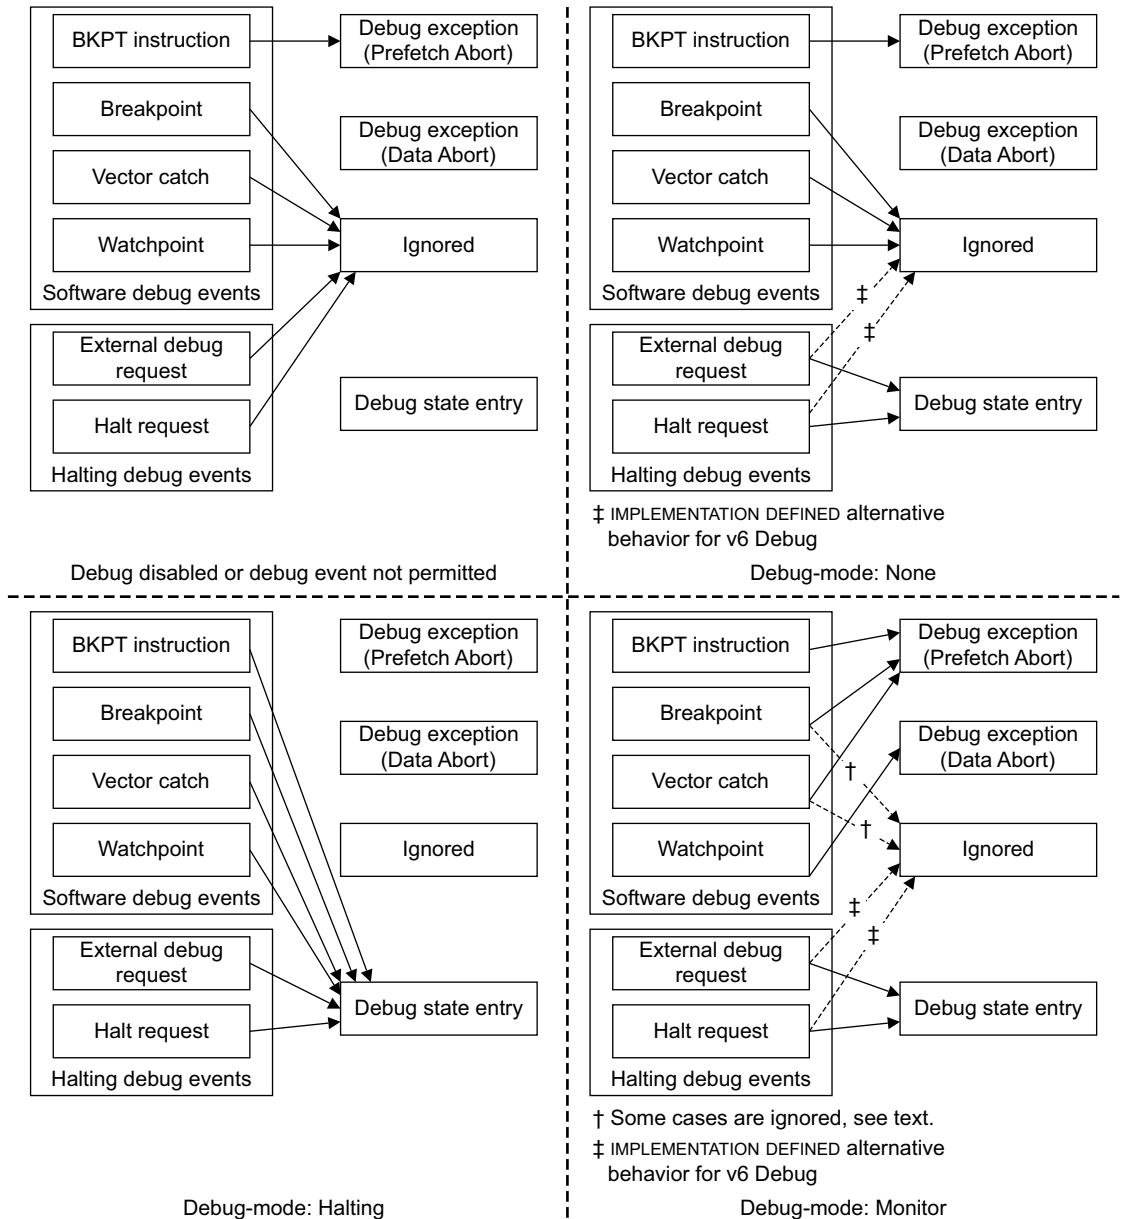 BKPT instruction
Breakpoint
Vector catch
Watchpoint
Software debug events
External debug
request
Halt request
Halting debug events
Debug exception
(Prefetch Abort)
Debug exception
(Data Abort)
Ignored
Debug state entry
Debug disabled or debug event not permitted
BKPT instruction
Breakpoint
Vector catch
Watchpoint
Software debug events
External debug
request
Halt request
Halting debug events
Debug exception
(Prefetch Abort)
Debug exception
(Data Abort)
Ignored
‡
‡
Debug state entry
‡ IMPLEMENTATION DEFINED alternative
behavior for v6 Debug
Debug-mode: None
BKPT instruction
Breakpoint
Vector catch
Watchpoint
Software debug events
External debug
request
Halt request
Halting debug events
Debug exception
(Prefetch Abort)
Debug exception
(Data Abort)
Ignored
Debug state entry
Debug-mode: Halting
BKPT instruction
Breakpoint
Vector catch
Watchpoint
Software debug events
External debug
request
Halt request
Halting debug events
Debug exception
(Prefetch Abort)
Debug exception
(Data Abort)
†
†
Ignored
‡
‡
Debug state entry
† Some cases are ignored, see text.
‡ IMPLEMENTATION DEFINED alternative
behavior for v6 Debug
Debug-mode: Monitor